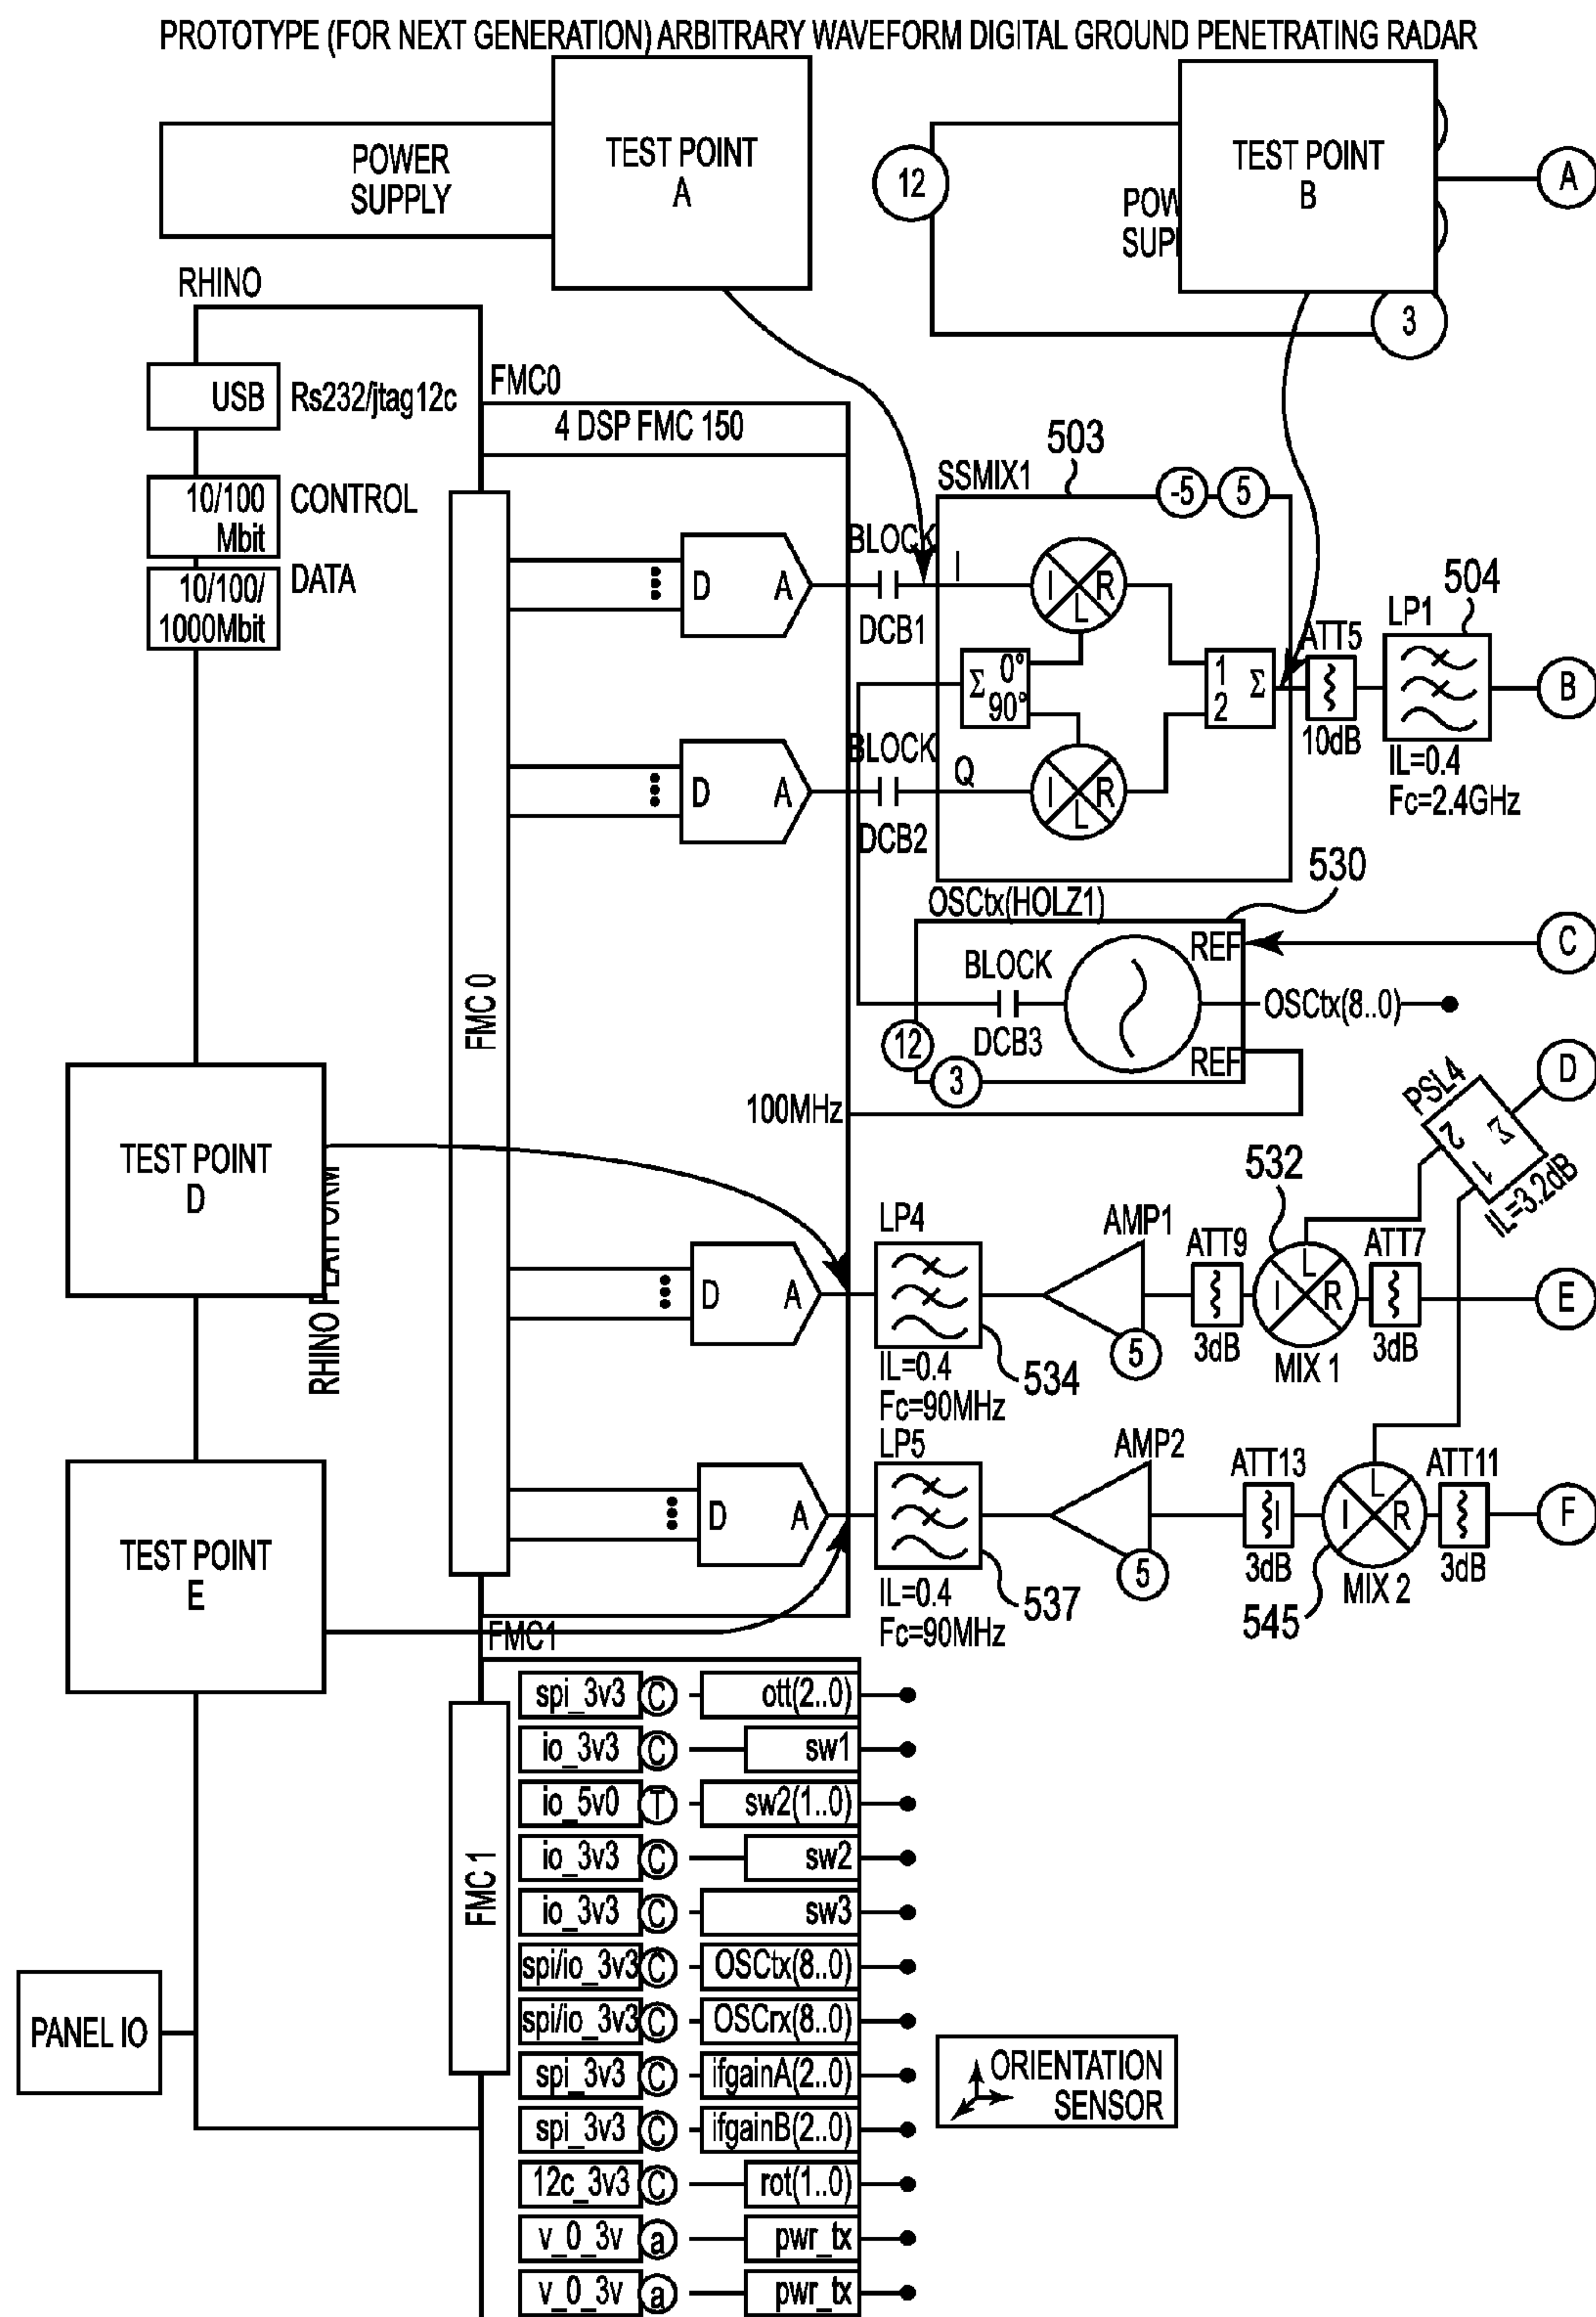 PROTOTYPE (FOR NEXT GENERATION) ARBITRARY WAVEFORM DIGITAL GROUND PENETRATING RADAR
POWER
SUPPLY
TEST POINT
A
12
POW
SUP
TEST POINT
B
3
A
RHINO
USB
Rs232/jtag12c
10/100
Mbit
CONTROL
10/100/
1000Mbit
DATA
FMC0
4 DSP FMC 150
FMC 0
D A
BLOCK
DCB1
D A
BLOCK
DCB2
SSMIX1
503
-5
5
I
I R
L
Σ 0°
90°
1
2 Σ
Q
I R
L
ATT5
10dB
LP1
504
IL=0.4
Fc=2.4GHz
B
OSCtx(HOLZ1)
530
REF
C
BLOCK
DCB3
OSCtx(8..0)
REF
12
3
100MHz
TEST POINT
D
RHINO PLATFORM
D A
LP4
IL=0.4
Fc=90MHz
534
AMP1
5
ATT9
3dB
532
L
I R
MIX 1
ATT7
3dB
PSL4
2
1
Σ
IL=3.2dB
D
E
TEST POINT
E
D A
LP5
IL=0.4
Fc=90MHz
537
AMP2
5
ATT13
3dB
545
L
I R
MIX 2
ATT11
3dB
F
FMC1
FMC 1
spi_3v3 C ott(2..0)
io_3v3 C sw1
io_5v0 T sw2(1..0)
io_3v3 C sw2
io_3v3 C sw3
spi/io_3v3 C OSCtx(8..0)
spi/io_3v3 C OSCrx(8..0)
spi_3v3 C ifgainA(2..0)
spi_3v3 C ifgainB(2..0)
12c_3v3 C rot(1..0)
v_0_3v a pwr_tx
v_0_3v a pwr_tx
PANEL IO
ORIENTATION
SENSOR